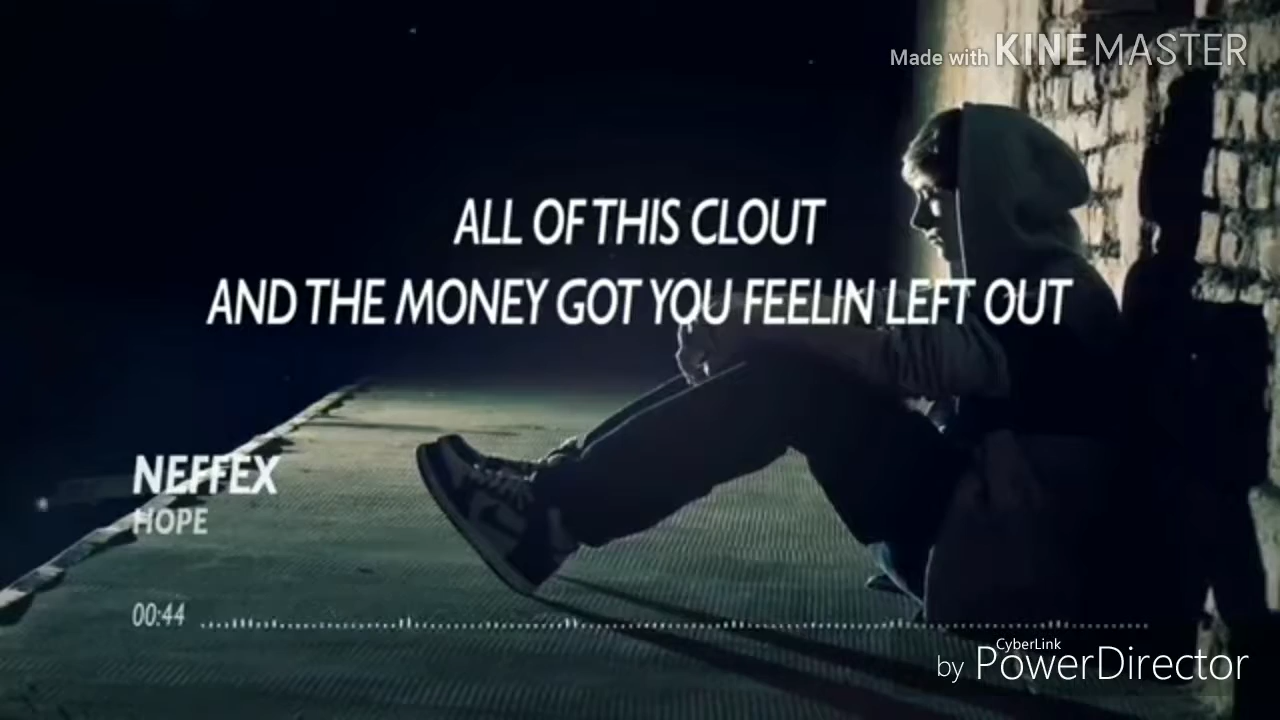 Made with KINEMASTER
ALL OF THIS CLOUT
AND THE MONEY GOT YOU FEELIN LEFT OUT
NEFFEX
HOPE
00:44
CyberLink
by PowerDirector